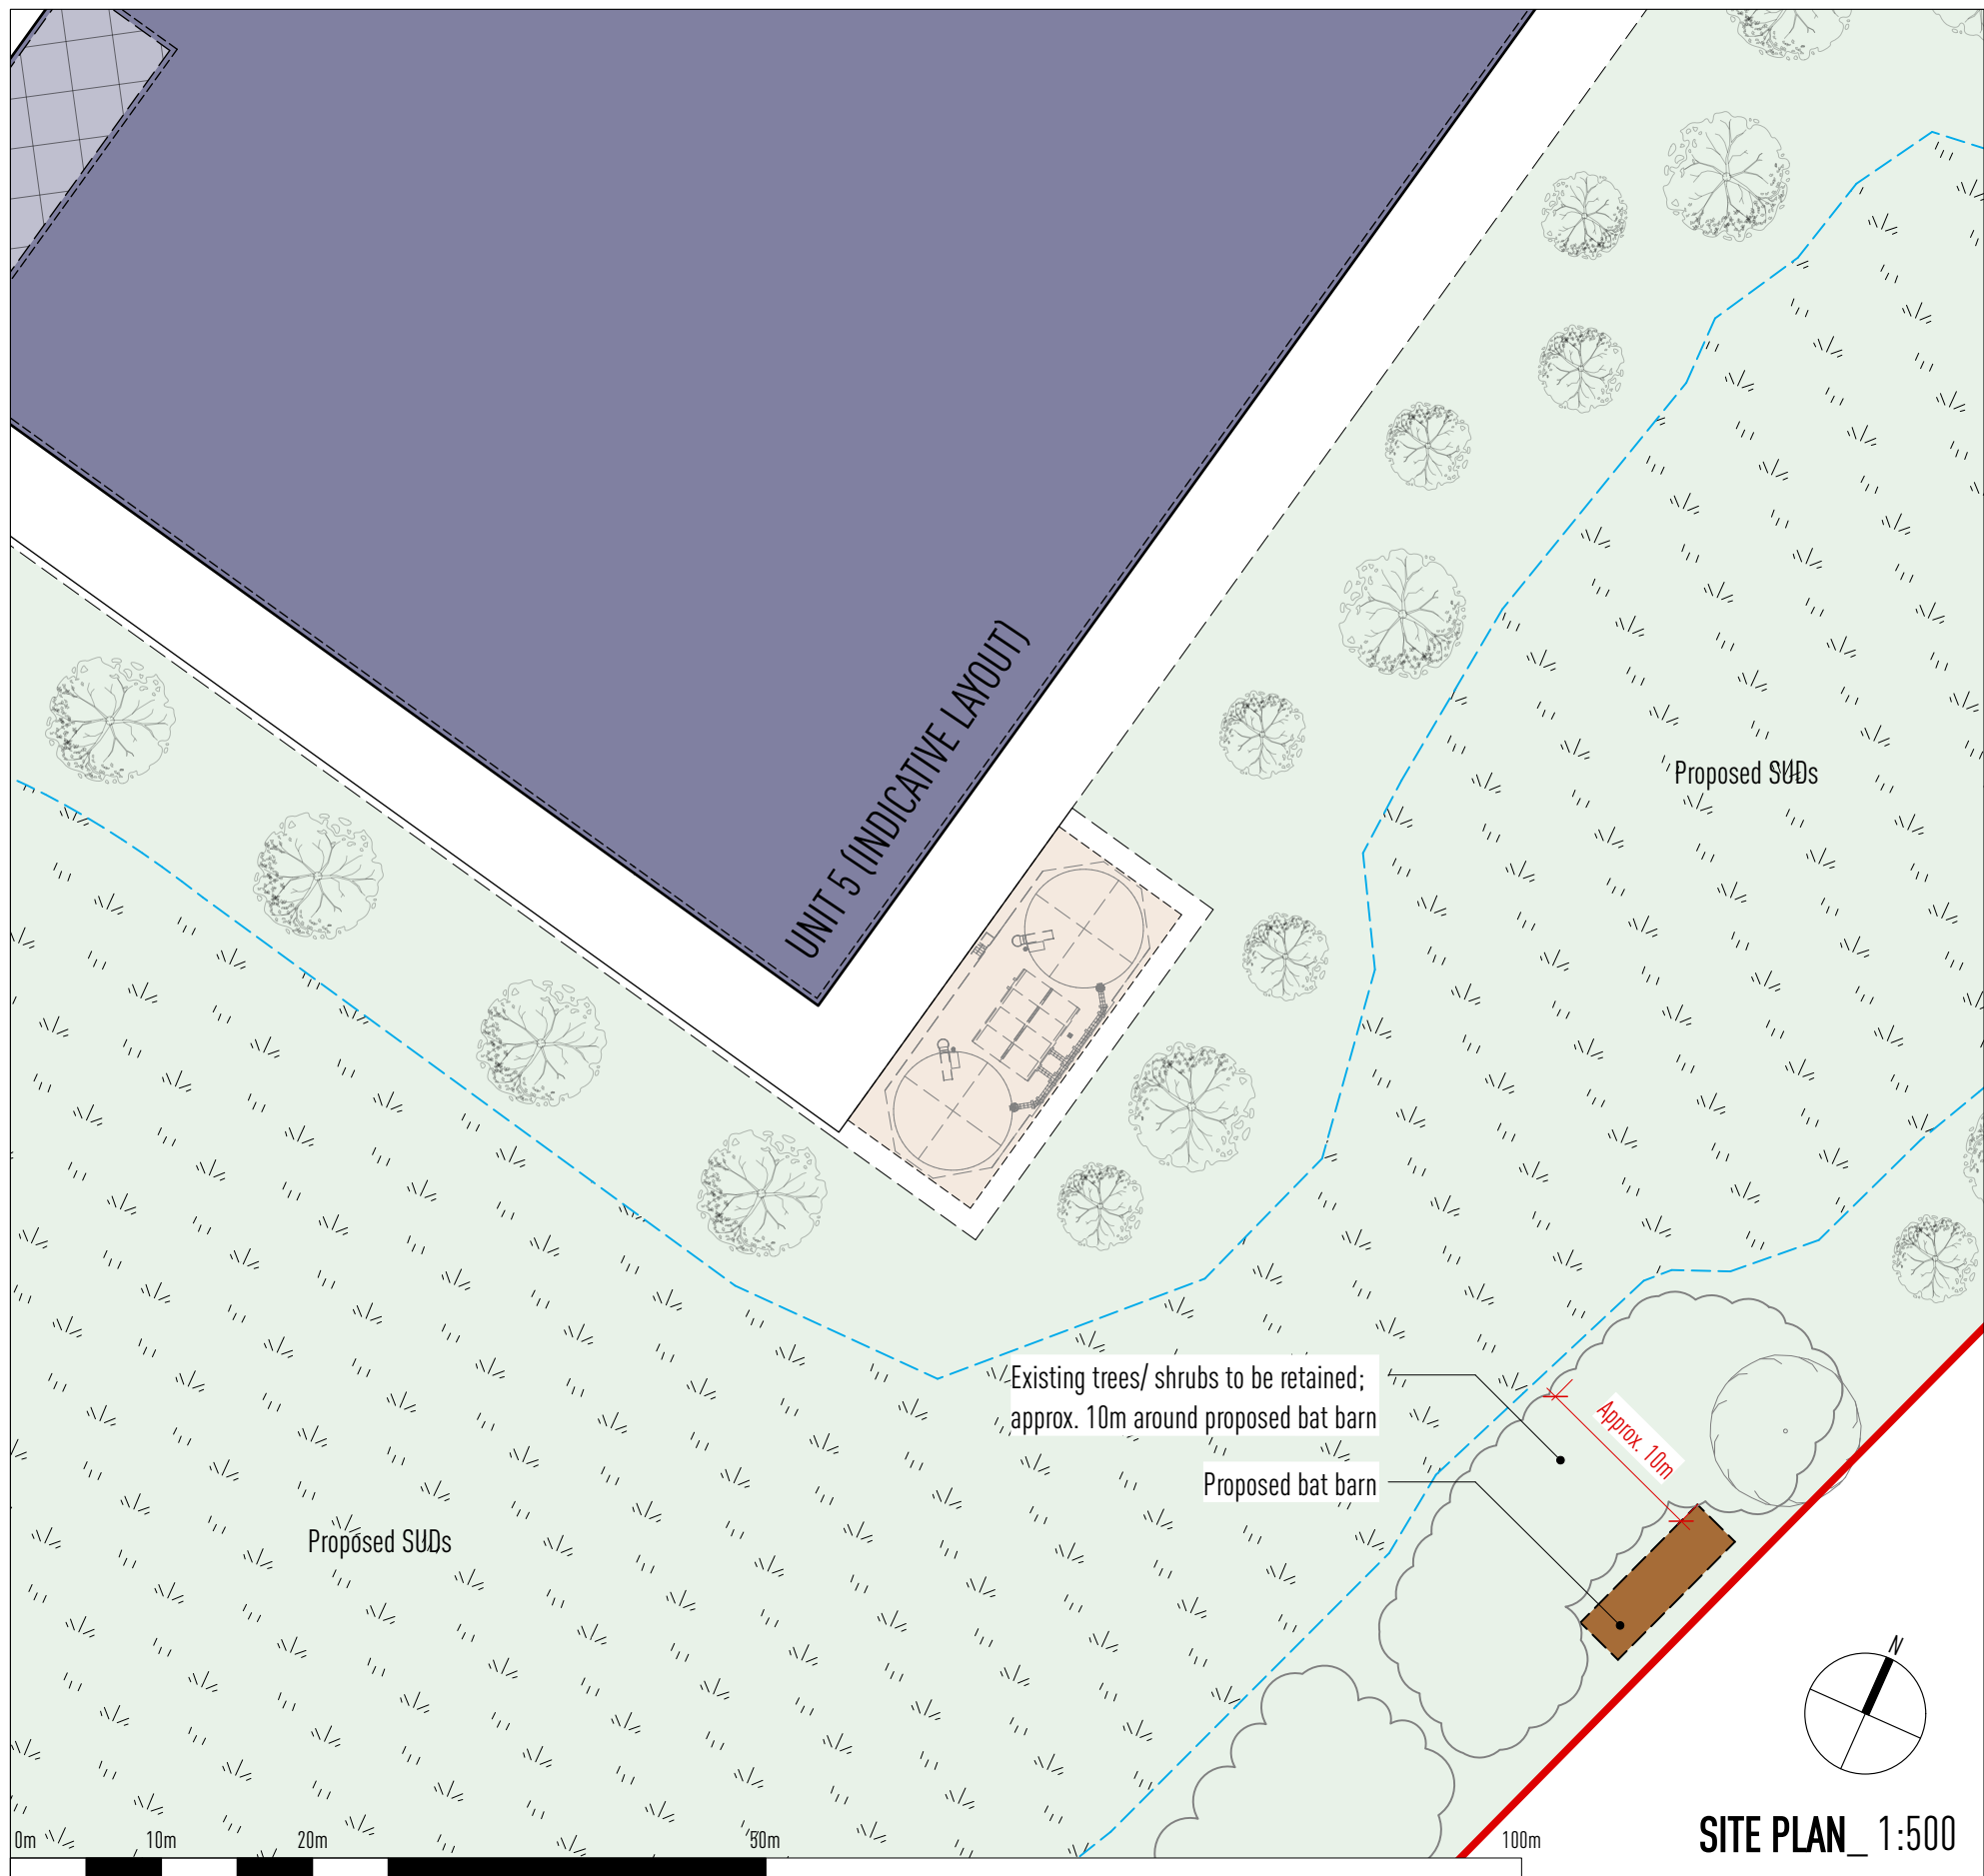 UNIT 5 (INDICATIVE LAYOUT)
Proposed SUDs
Existing trees/ shrubs to be retained;
approx. 10m around proposed bat barn
Approx. 10m
Proposed bat barn
Proposed SUDs
N
SITE PLAN_ 1:500
0m 10m 20m 50m 100m